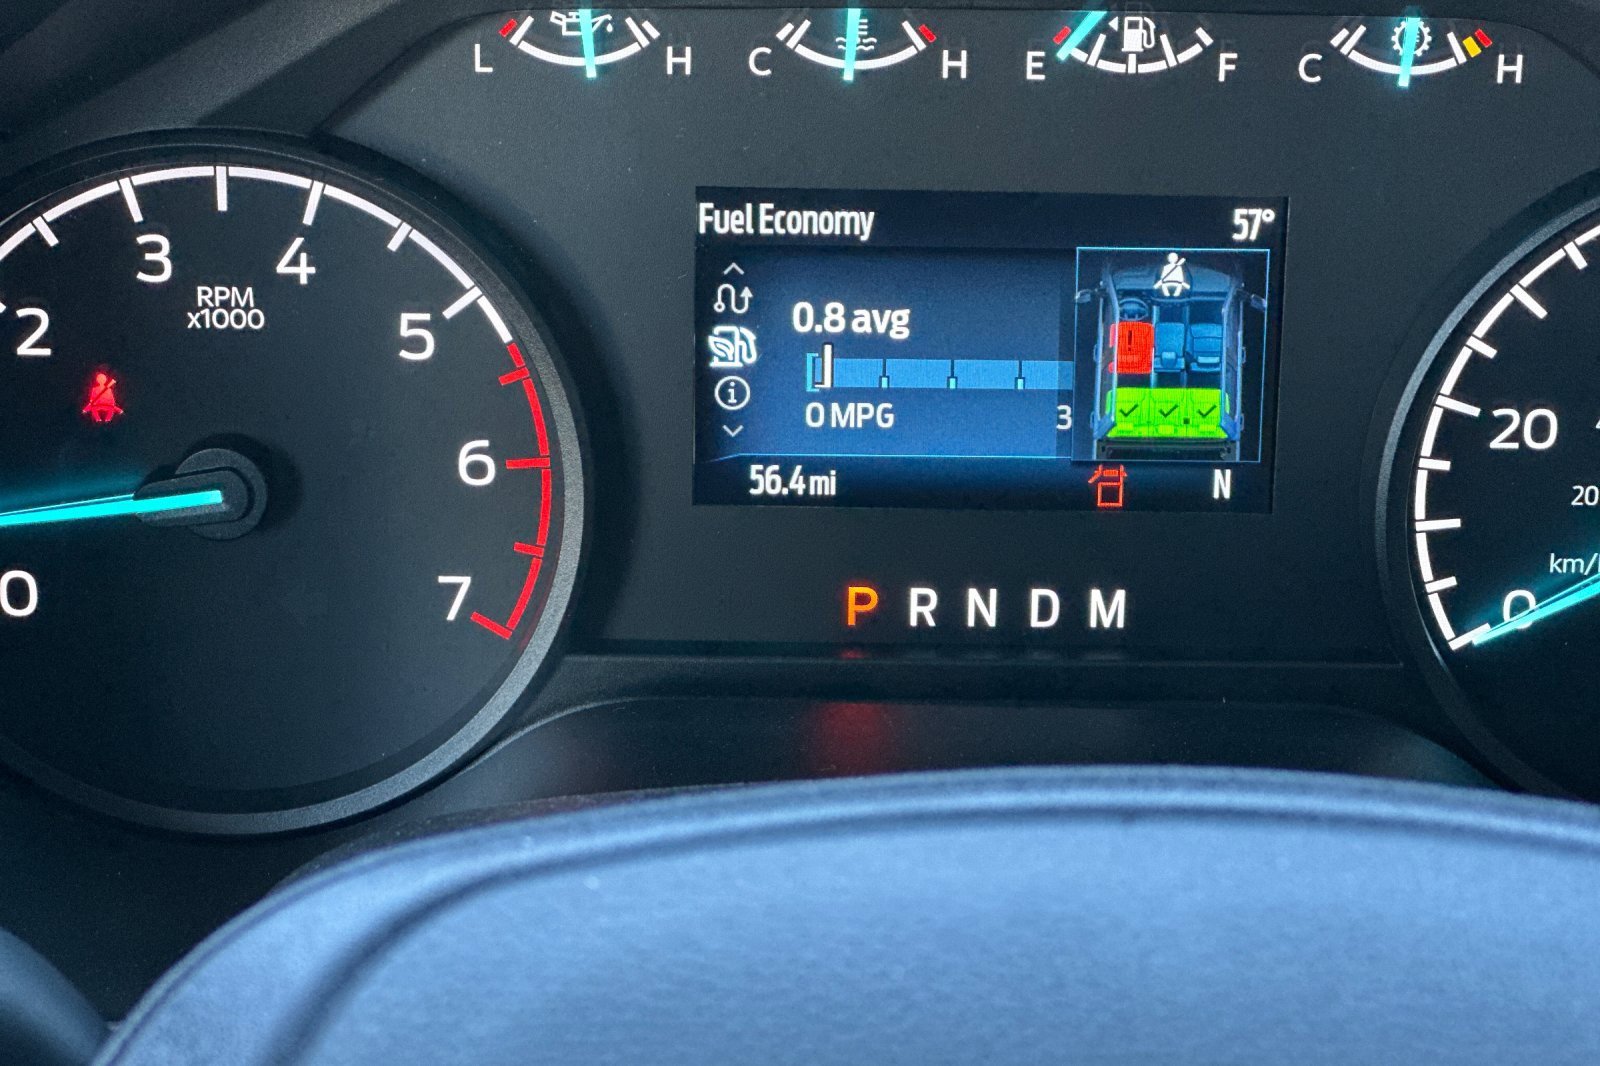 L H C H E F C H
Fuel Economy 57°
3 4
RPM
x1000
2 5
0.8 avg
0 MPG 3
20
6
56.4 mi N
20
km/
0 7 0
P R N D M